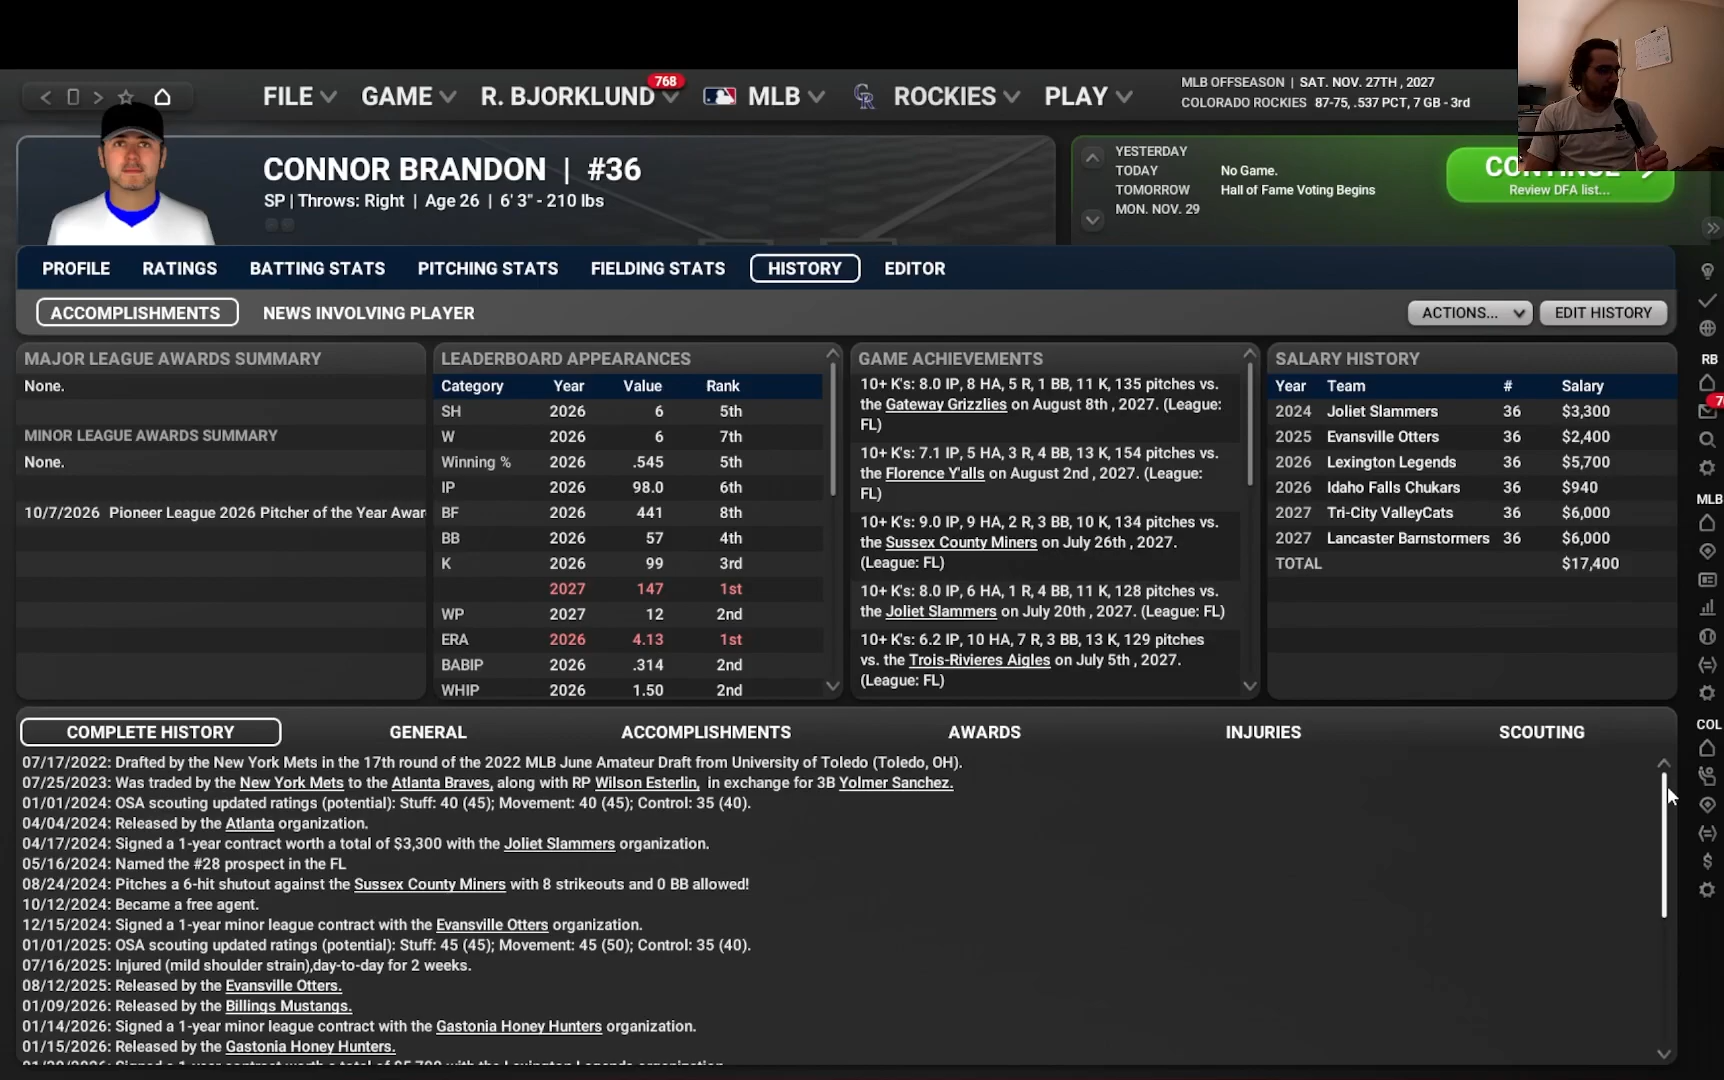 FILE GAME R. BJORKLUND 768 MLB ROCKIES PLAY
MLB OFFSEASON | SAT. NOV. 27TH , 2027
COLORADO ROCKIES 87-75, .537 PCT, 7 GB - 3rd
CONNOR BRANDON | #36
SP | Throws: Right | Age 26 | 6' 3" - 210 lbs
YESTERDAY
TODAY No Game.
TOMORROW Hall of Fame Voting Begins
MON. NOV. 29
Review DFA list...
PROFILE RATINGS BATTING STATS PITCHING STATS FIELDING STATS HISTORY EDITOR
ACCOMPLISHMENTS NEWS INVOLVING PLAYER ACTIONS... EDIT HISTORY
MAJOR LEAGUE AWARDS SUMMARY
None.
MINOR LEAGUE AWARDS SUMMARY
None.
10/7/2026 Pioneer League 2026 Pitcher of the Year Awar
LEADERBOARD APPEARANCES
Category Year Value Rank
SH 2026 6 5th
W 2026 6 7th
Winning % 2026 .545 5th
IP 2026 98.0 6th
BF 2026 441 8th
BB 2026 57 4th
K 2026 99 3rd
2027 147 1st
WP 2027 12 2nd
ERA 2026 4.13 1st
BABIP 2026 .314 2nd
WHIP 2026 1.50 2nd
GAME ACHIEVEMENTS
10+ K's: 8.0 IP, 8 HA, 5 R, 1 BB, 11 K, 135 pitches vs.
the Gateway Grizzlies on August 8th , 2027. (League:
FL)
10+ K's: 7.1 IP, 5 HA, 3 R, 4 BB, 13 K, 154 pitches vs.
the Florence Y'alls on August 2nd , 2027. (League:
FL)
10+ K's: 9.0 IP, 9 HA, 2 R, 3 BB, 10 K, 134 pitches vs.
the Sussex County Miners on July 26th , 2027.
(League: FL)
10+ K's: 8.0 IP, 6 HA, 1 R, 4 BB, 11 K, 128 pitches vs.
the Joliet Slammers on July 20th , 2027. (League: FL)
10+ K's: 6.2 IP, 10 HA, 7 R, 3 BB, 13 K, 129 pitches
vs. the Trois-Rivieres Aigles on July 5th , 2027.
(League: FL)
SALARY HISTORY
Year Team # Salary
2024 Joliet Slammers 36 $3,300
2025 Evansville Otters 36 $2,400
2026 Lexington Legends 36 $5,700
2026 Idaho Falls Chukars 36 $940
2027 Tri-City ValleyCats 36 $6,000
2027 Lancaster Barnstormers 36 $6,000
TOTAL $17,400
RB
MLB
COL
COMPLETE HISTORY GENERAL ACCOMPLISHMENTS AWARDS INJURIES SCOUTING
07/17/2022: Drafted by the New York Mets in the 17th round of the 2022 MLB June Amateur Draft from University of Toledo (Toledo, OH).
07/25/2023: Was traded by the New York Mets to the Atlanta Braves, along with RP Wilson Esterlin, in exchange for 3B Yolmer Sanchez.
01/01/2024: OSA scouting updated ratings (potential): Stuff: 40 (45); Movement: 40 (45); Control: 35 (40).
04/04/2024: Released by the Atlanta organization.
04/17/2024: Signed a 1-year contract worth a total of $3,300 with the Joliet Slammers organization.
05/16/2024: Named the #28 prospect in the FL
08/24/2024: Pitches a 6-hit shutout against the Sussex County Miners with 8 strikeouts and 0 BB allowed!
10/12/2024: Became a free agent.
12/15/2024: Signed a 1-year minor league contract with the Evansville Otters organization.
01/01/2025: OSA scouting updated ratings (potential): Stuff: 45 (45); Movement: 45 (50); Control: 35 (40).
07/16/2025: Injured (mild shoulder strain),day-to-day for 2 weeks.
08/12/2025: Released by the Evansville Otters.
01/09/2026: Released by the Billings Mustangs.
01/14/2026: Signed a 1-year minor league contract with the Gastonia Honey Hunters organization.
01/15/2026: Released by the Gastonia Honey Hunters.